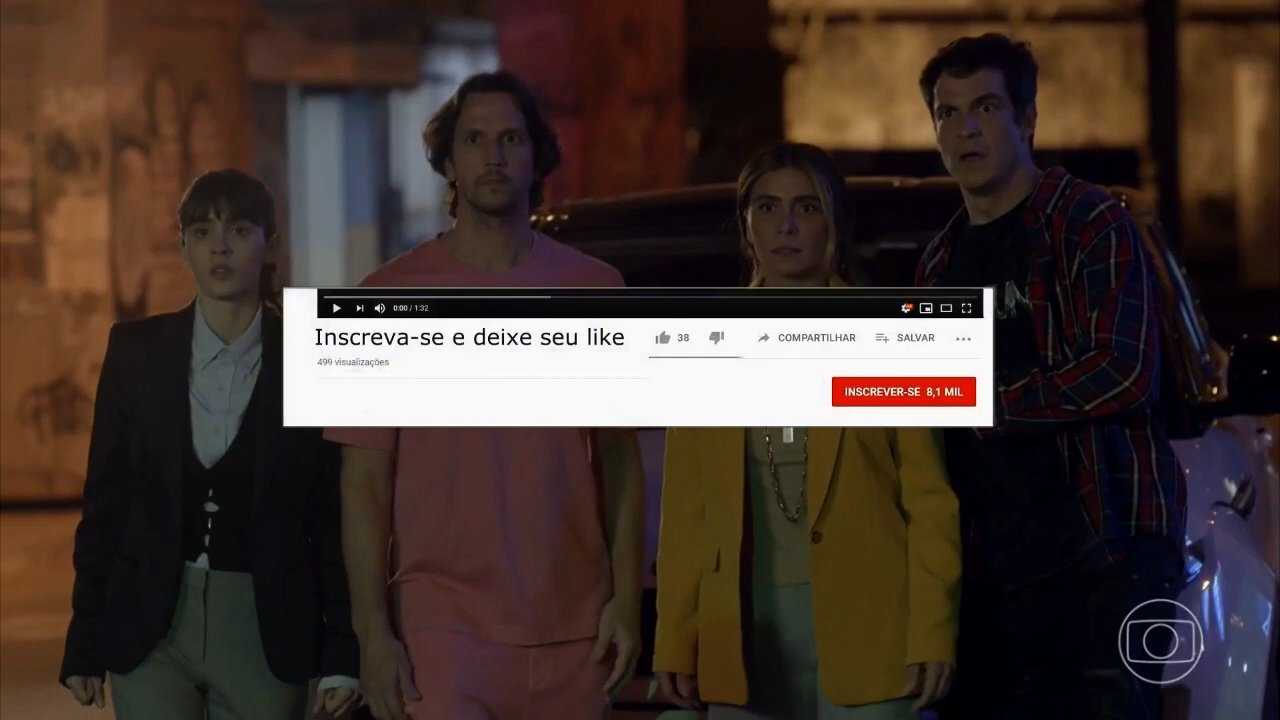 0:00 / 1:32
Inscreva-se e deixe seu like
38
COMPARTILHAR
SALVAR
499 visualizações
INSCREVER-SE 8,1 MIL